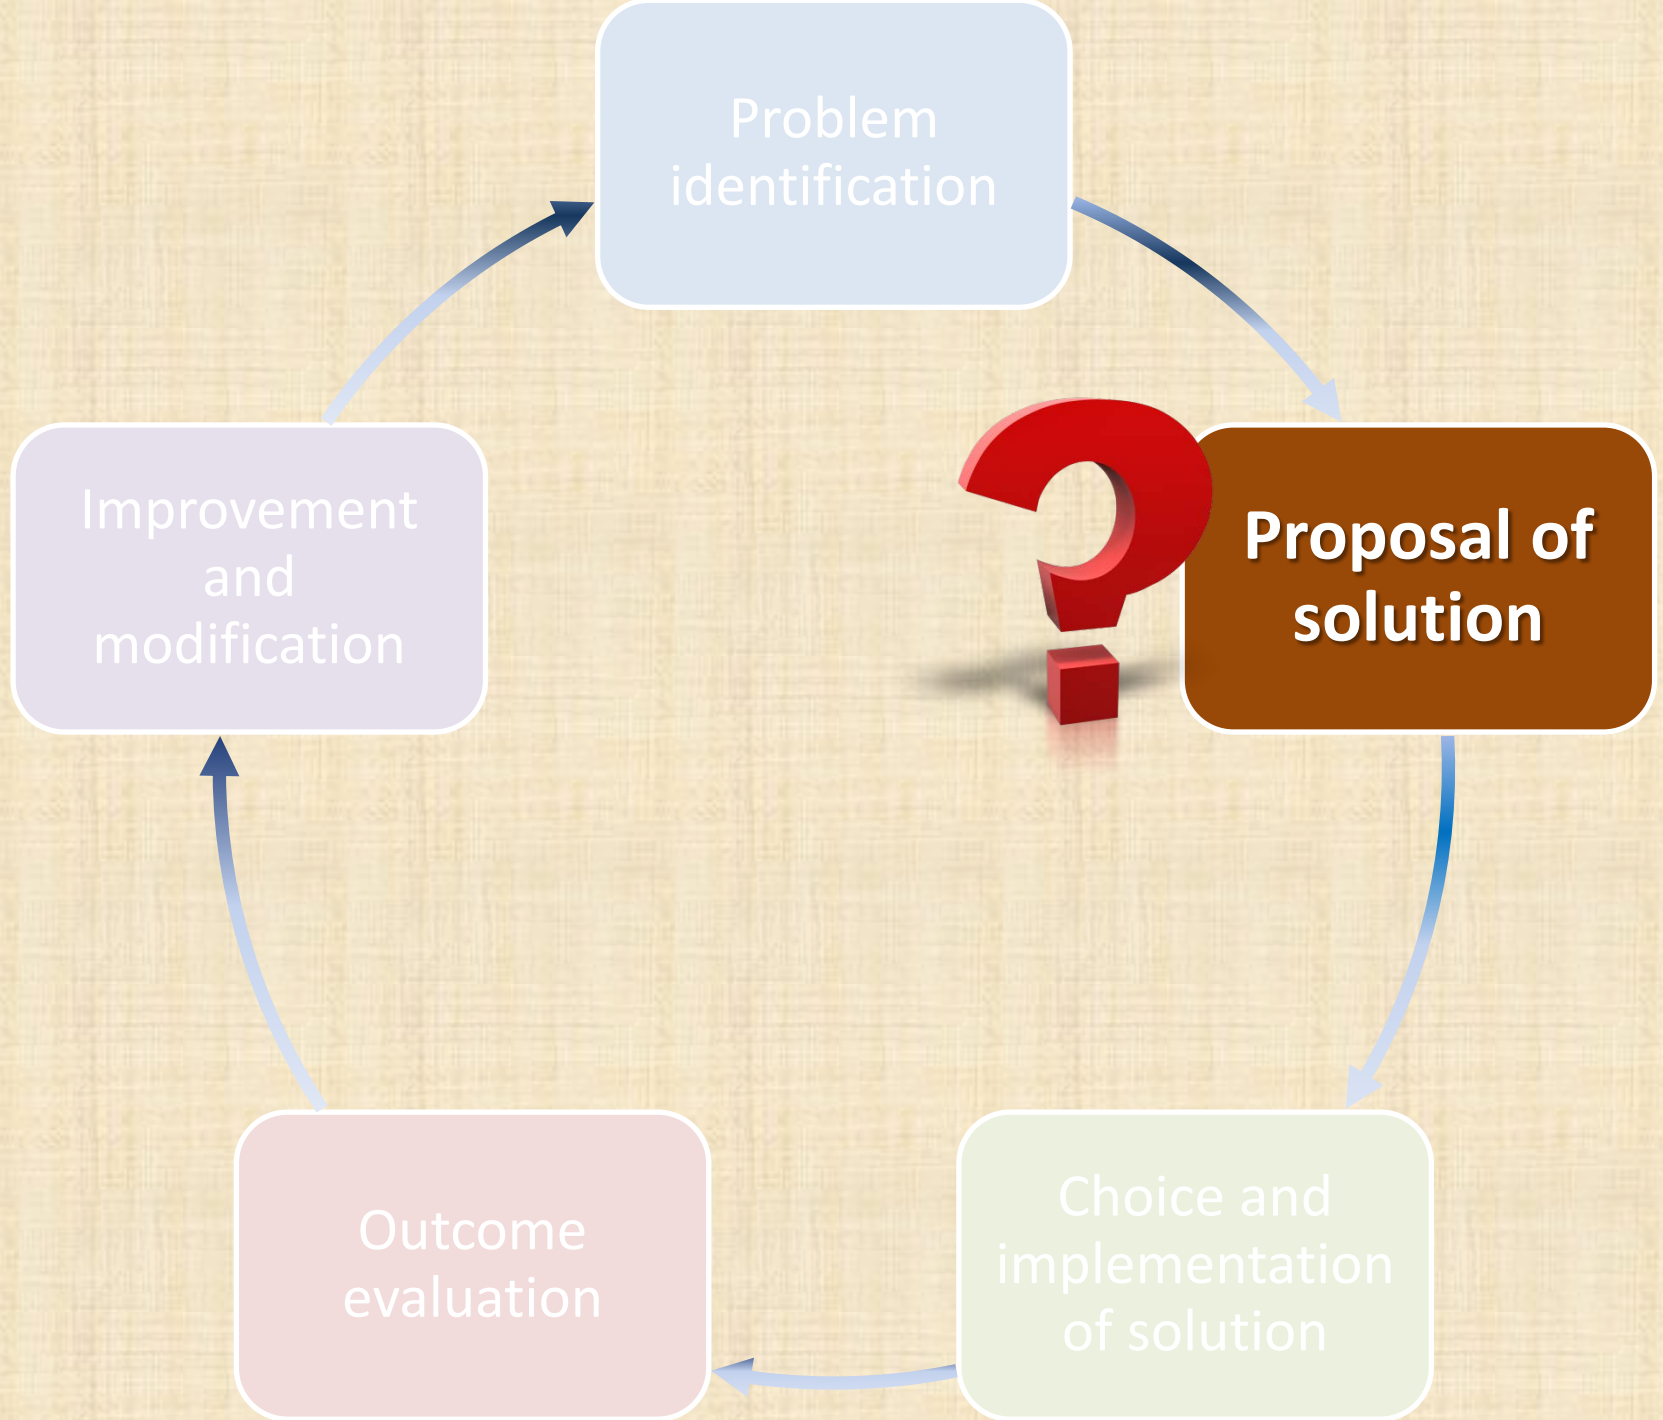 Problem
identification
Proposal of
solution
Choice and
implementation
of solution
Outcome
evaluation
Improvement
and
modification
?